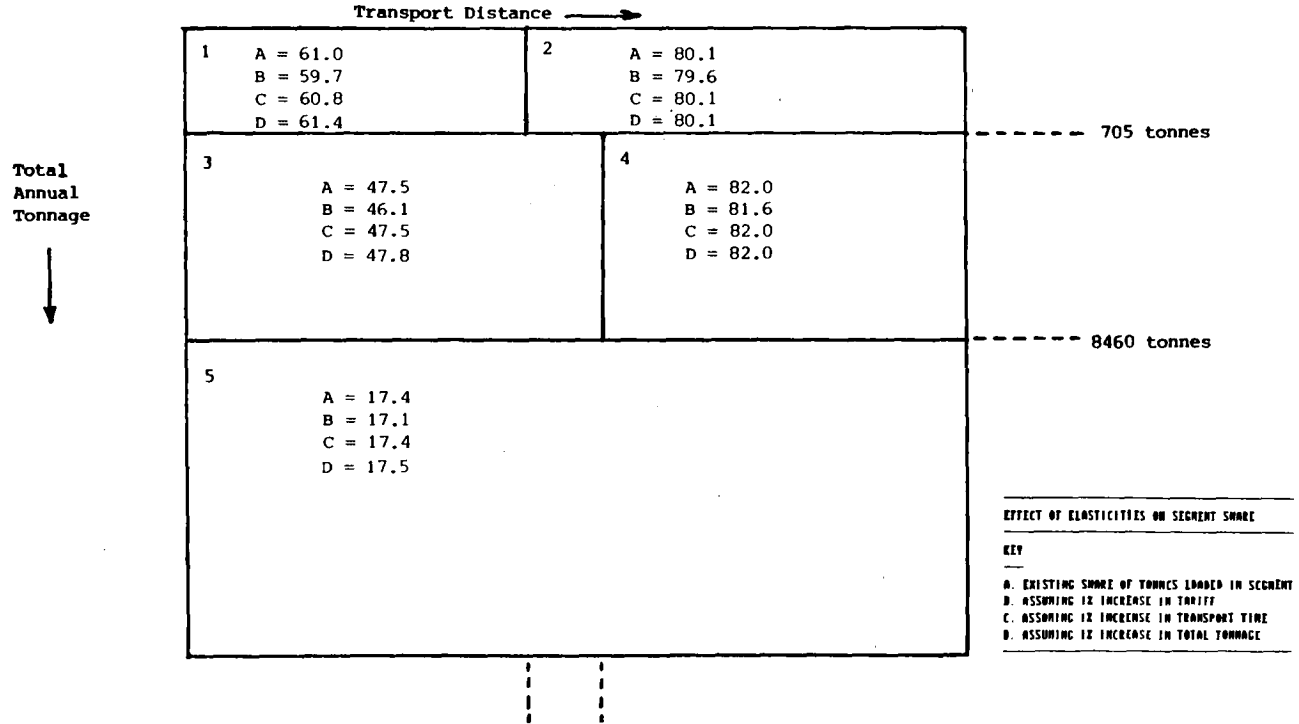 Transport Distance
1
A = 61.0
B = 59.7
C = 60.8
D = 61.4
2
A = 80.1
B = 79.6
C = 80.1
D = 80.1
705 tonnes
Total
Annual
Tonnage
3
A = 47.5
B = 46.1
C = 47.5
D = 47.8
4
A = 82.0
B = 81.6
C = 82.0
D = 82.0
8460 tonnes
5
A = 17.4
B = 17.1
C = 17.4
D = 17.5
EFFECT OF ELASTICITIES ON SEGMENT SHARE
KEY
A. EXISTING SHARE OF TONNES LOADED IN SEGMENT
B. ASSUMING 1% INCREASE IN TARIFF
C. ASSUMING 1% INCREASE IN TRANSPORT TIME
D. ASSUMING 1% INCREASE IN TOTAL TONNAGE